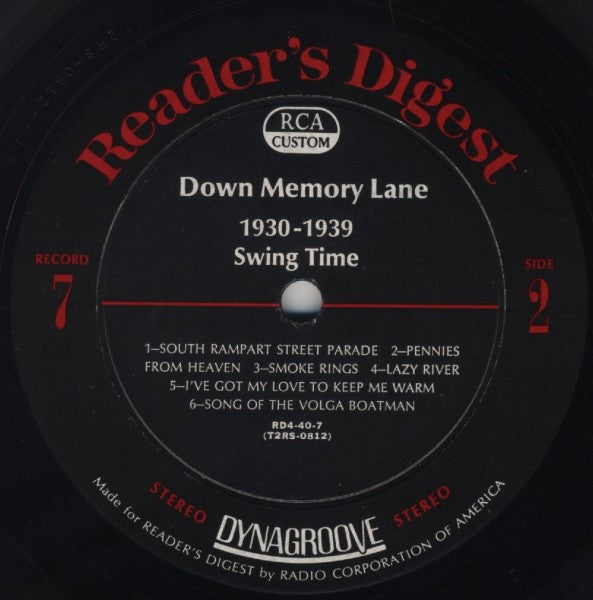 T2RS-0812
Reader's Digest
RCA
CUSTOM
Down Memory Lane
1930-1939
Swing Time
RECORD
7
SIDE
2
1–SOUTH RAMPART STREET PARADE 2–PENNIES
FROM HEAVEN 3–SMOKE RINGS 4–LAZY RIVER
5–I'VE GOT MY LOVE TO KEEP ME WARM
6–SONG OF THE VOLGA BOATMAN
RD4-40-7
(T2RS-0812)
STEREO
DYNAGROOVE
STEREO
Made for READER'S DIGEST by RADIO CORPORATION OF AMERICA